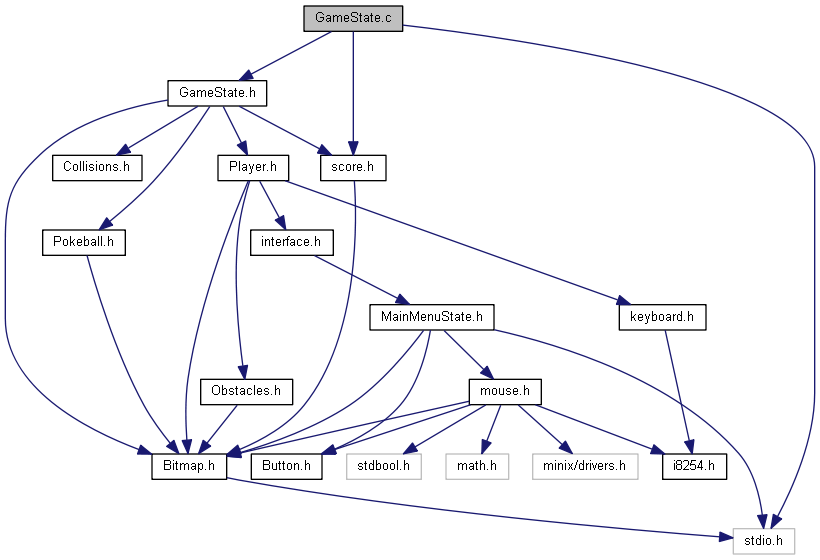 GameState.c
GameState.h
Collisions.h
Player.h
score.h
Pokeball.h
interface.h
MainMenuState.h
keyboard.h
Obstacles.h
mouse.h
Bitmap.h
Button.h
stdbool.h
math.h
minix/drivers.h
i8254.h
stdio.h